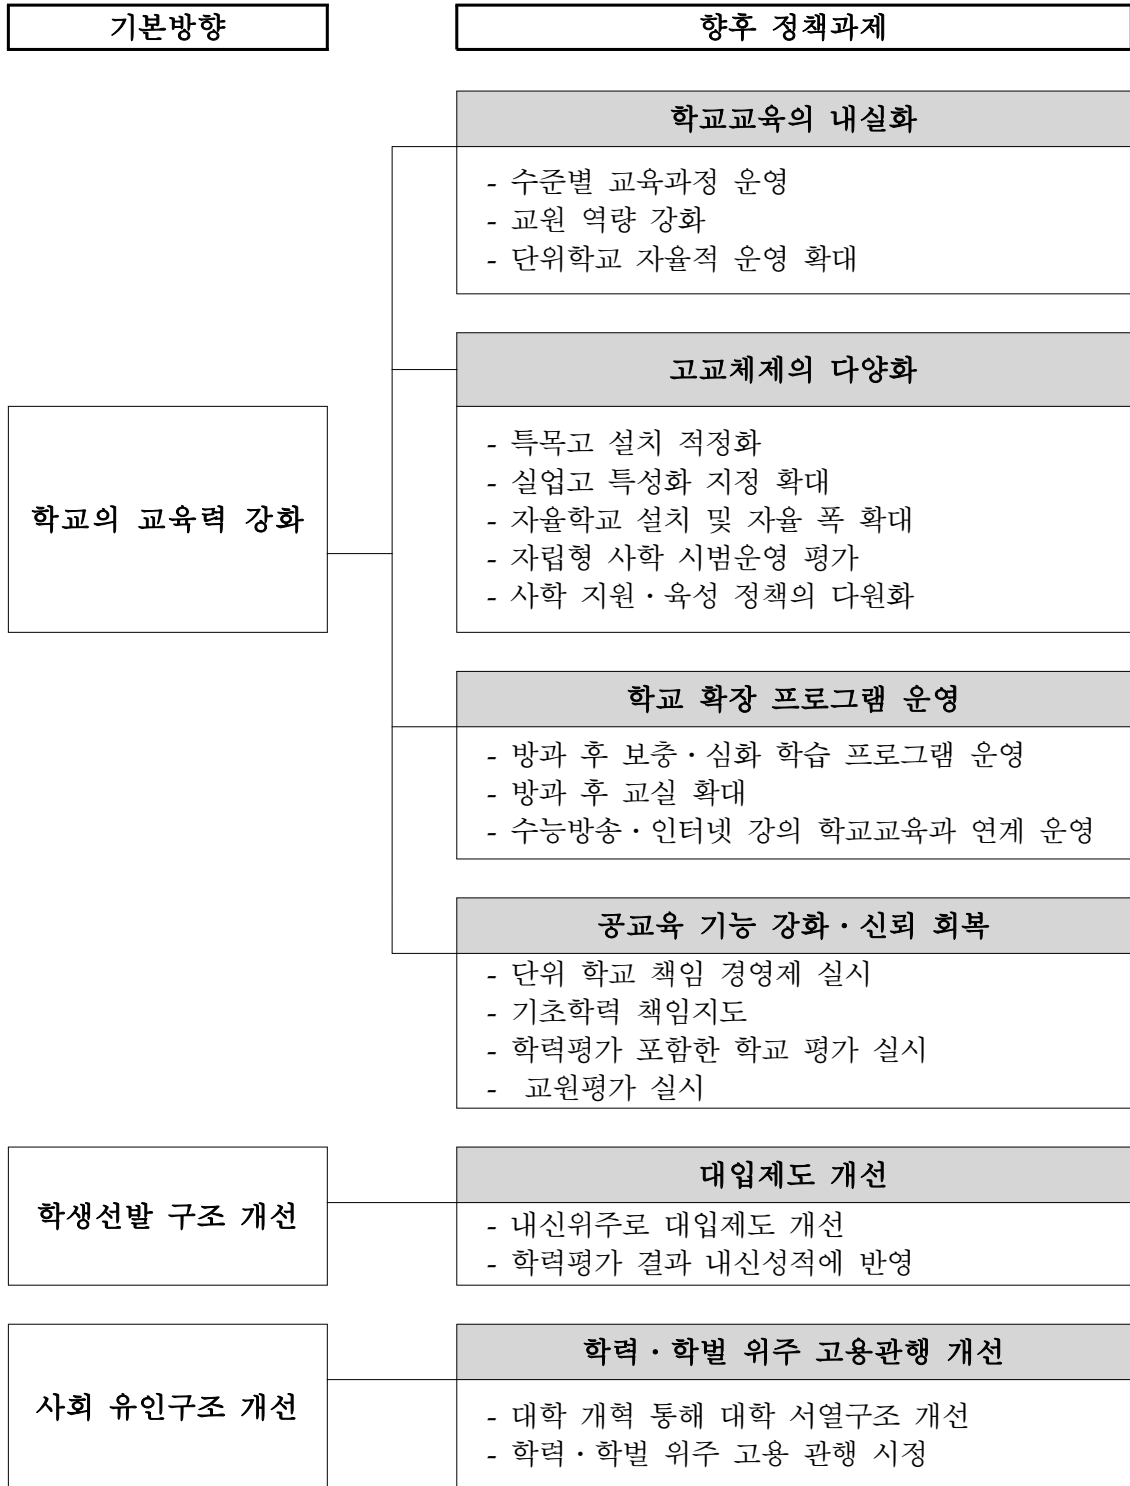 기본방향
향후 정책과제
학교의 교육력 강화
학교교육의 내실화
- 수준별 교육과정 운영
- 교원 역량 강화
- 단위학교 자율적 운영 확대
고교체제의 다양화
- 특목고 설치 적정화
- 실업고 특성화 지정 확대
- 자율학교 설치 및 자율 폭 확대
- 자립형 사학 시범운영 평가
- 사학 지원·육성 정책의 다원화
학교 확장 프로그램 운영
- 방과 후 보충·심화 학습 프로그램 운영
- 방과 후 교실 확대
- 수능방송·인터넷 강의 학교교육과 연계 운영
공교육 기능 강화·신뢰 회복
- 단위 학교 책임 경영제 실시
- 기초학력 책임지도
- 학력평가 포함한 학교 평가 실시
- 교원평가 실시
학생선발 구조 개선
대입제도 개선
- 내신위주로 대입제도 개선
- 학력평가 결과 내신성적에 반영
사회 유인구조 개선
학력·학벌 위주 고용관행 개선
- 대학 개혁 통해 대학 서열구조 개선
- 학력·학벌 위주 고용 관행 시정